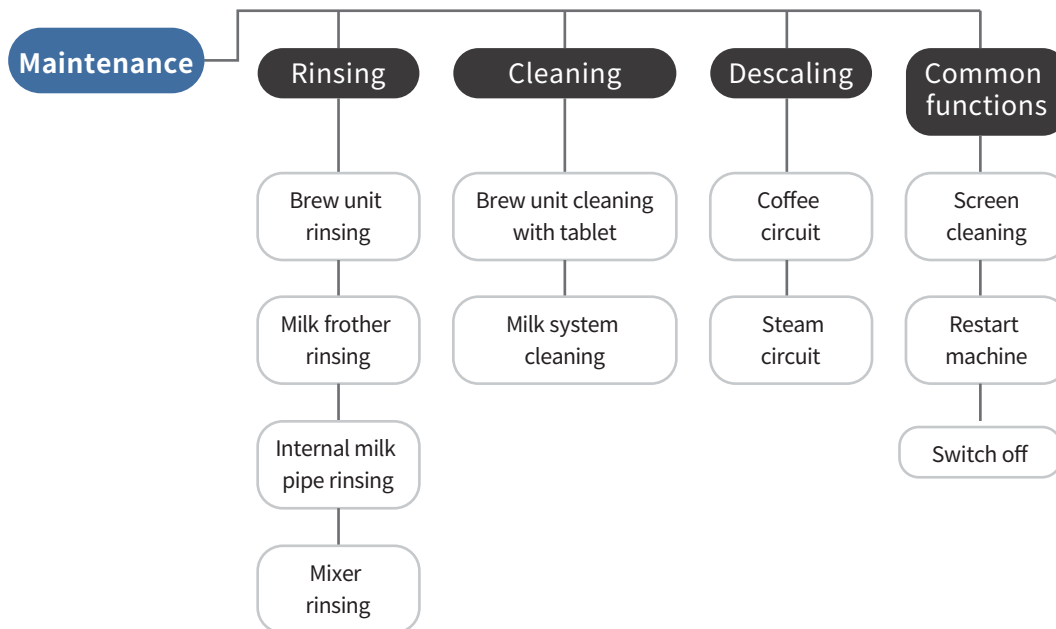 Maintenance
Rinsing
Cleaning
Descaling
Common
functions
Brew unit
rinsing
Milk frother
rinsing
Internal milk
pipe rinsing
Mixer
rinsing
Brew unit cleaning
with tablet
Milk system
cleaning
Coffee
circuit
Steam
circuit
Screen
cleaning
Restart
machine
Switch off